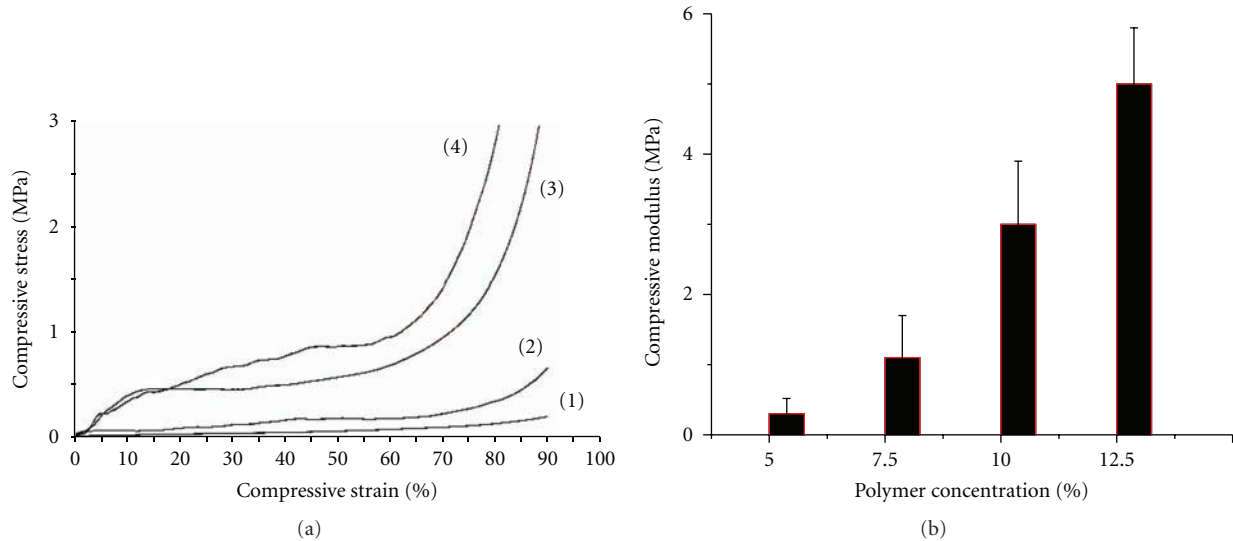 Compressive stress (MPa)
3
2
1
0
(4)
(3)
(2)
(1)
0 10 20 30 40 50 60 70 80 90 100
Compressive strain (%)
(a)
Compressive modulus (MPa)
6
4
2
0
5 7.5 10 12.5
Polymer concentration (%)
(b)